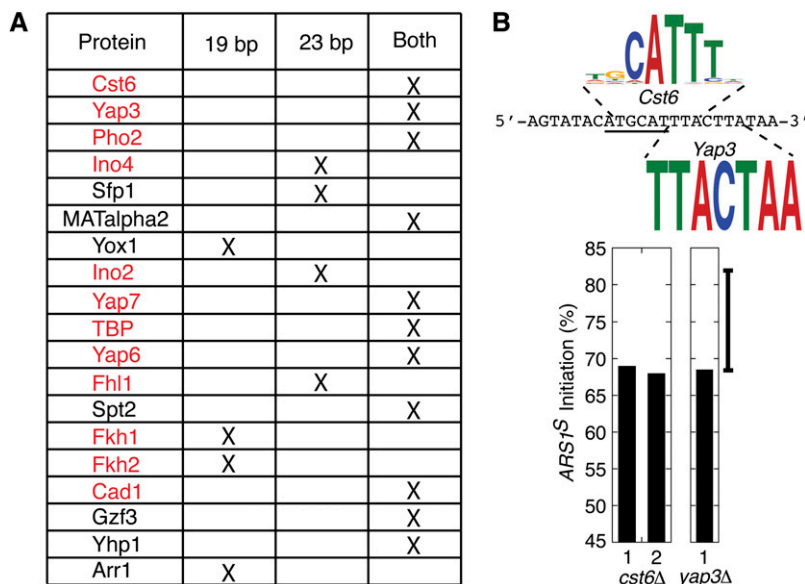 A
Protein 19 bp 23 bp Both
Cst6 X
Yap3 X
Pho2 X
Ino4 X
Sfp1 X
MATalpha2 X
Yox1 X
Ino2 X
Yap7 X
TBP X
Yap6 X
Fhl1 X
Spt2 X
Fkh1 X
Fkh2 X
Cad1 X
Gzf3 X
Yhp1 X
Arr1 X
B
CATTT
Cst6
5'-AGTATACATGCATTTACTTATAA-3'
Yap3
TTACTAA
ARS1S Initiation (%)
85
80
75
70
65
60
55
50
45
1 2 1
cst6Δ yap3Δ